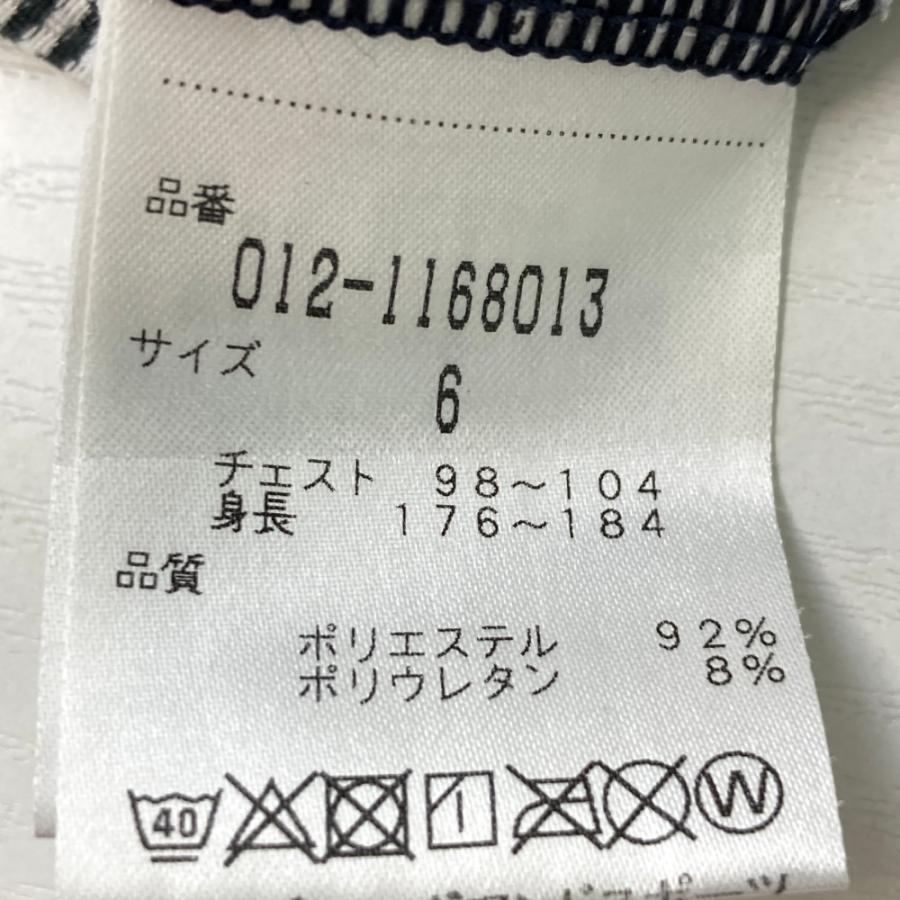 品番
012-1168013
サイズ
6
チェスト 98～104
身長 176～184
品質
ポリエステル 92%
ポリウレタン 8%
40 W